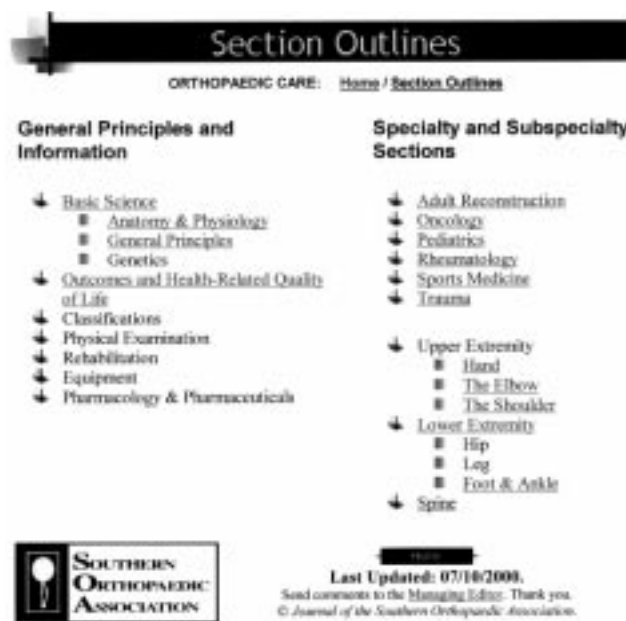 Section Outlines
ORTHOPAEDIC CARE: Home / Section Outlines
General Principles and
Information
Basic Science
Anatomy & Physiology
General Principles
Genetics
Outcomes and Health-Related Quality
of Life
Classifications
Physical Examination
Rehabilitation
Equipment
Pharmacology & Pharmaceuticals
Specialty and Subspecialty
Sections
Adult Reconstruction
Oncology
Pediatrics
Rheumatology
Sports Medicine
Trauma
Upper Extremity
Hand
The Elbow
The Shoulder
Lower Extremity
Hip
Leg
Foot & Ankle
Spine
SOUTHERN
ORTHOPAEDIC
ASSOCIATION
Last Updated: 07/10/2000.
Send comments to the Managing Editor. Thank you.
© Journal of the Southern Orthopaedic Association.